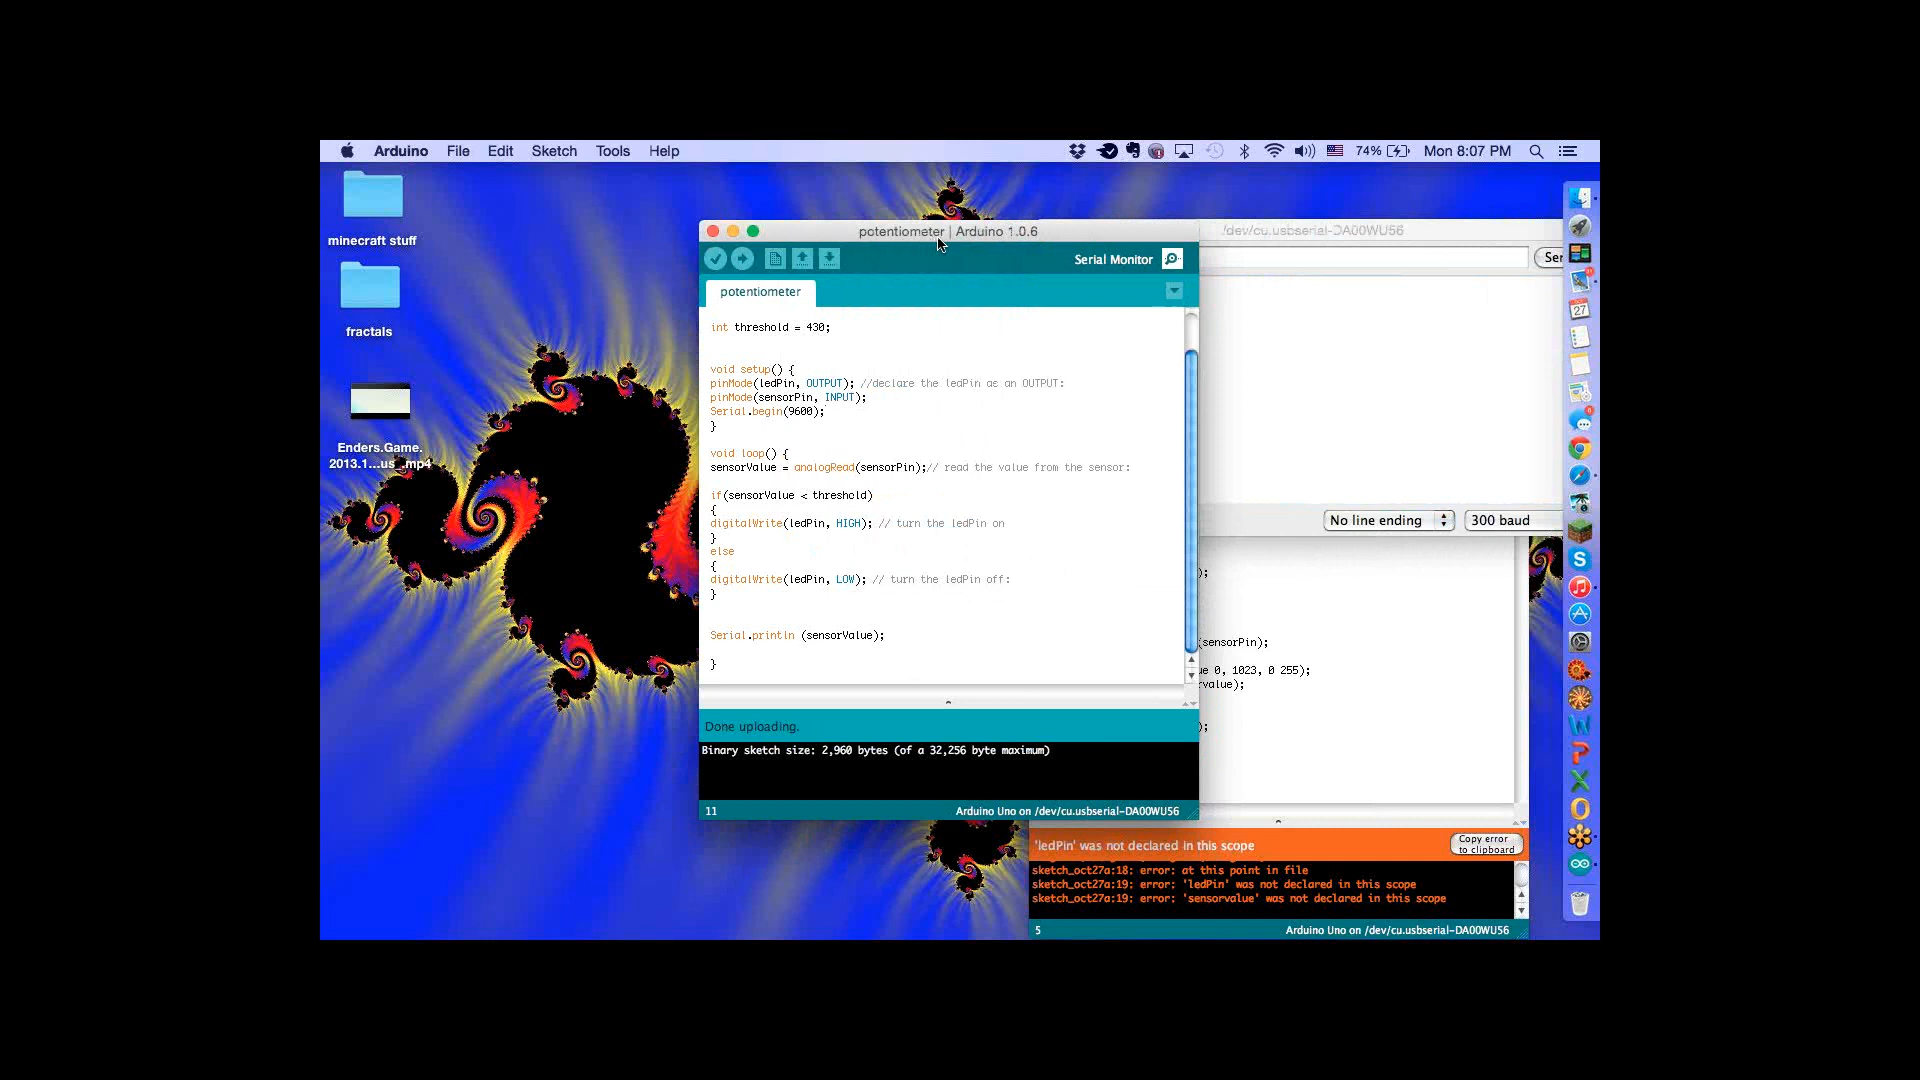 Arduino File Edit Sketch Tools Help 74% Mon 8:07 PM
minecraft stuff
fractals
Enders.Game.
2013.1...us_.mp4
potentiometer | Arduino 1.0.6
Serial Monitor
potentiometer
int threshold = 430;
void setup() {
pinMode(ledPin, OUTPUT); //declare the ledPin as an OUTPUT:
pinMode(sensorPin, INPUT);
Serial.begin(9600);
}
void loop() {
sensorValue = analogRead(sensorPin);// read the value from the sensor:
if(sensorValue < threshold)
{
digitalWrite(ledPin, HIGH); // turn the ledPin on
}
else
{
digitalWrite(ledPin, LOW); // turn the ledPin off:
}
Serial.println (sensorValue);
}
Done uploading.
Binary sketch size: 2,960 bytes (of a 32,256 byte maximum)
11 Arduino Uno on /dev/cu.usbserial-DA00WU56
/dev/cu.usbserial-DA00WU56
Ser
No line ending 300 baud
);
(sensorPin);
ue 0, 1023, 0 255);
rvalue);
);
'ledPin' was not declared in this scope
Copy error
to clipboard
sketch_oct27a:18: error: at this point in file
sketch_oct27a:19: error: 'ledPin' was not declared in this scope
sketch_oct27a:19: error: 'sensorvalue' was not declared in this scope
5 Arduino Uno on /dev/cu.usbserial-DA00WU56
27